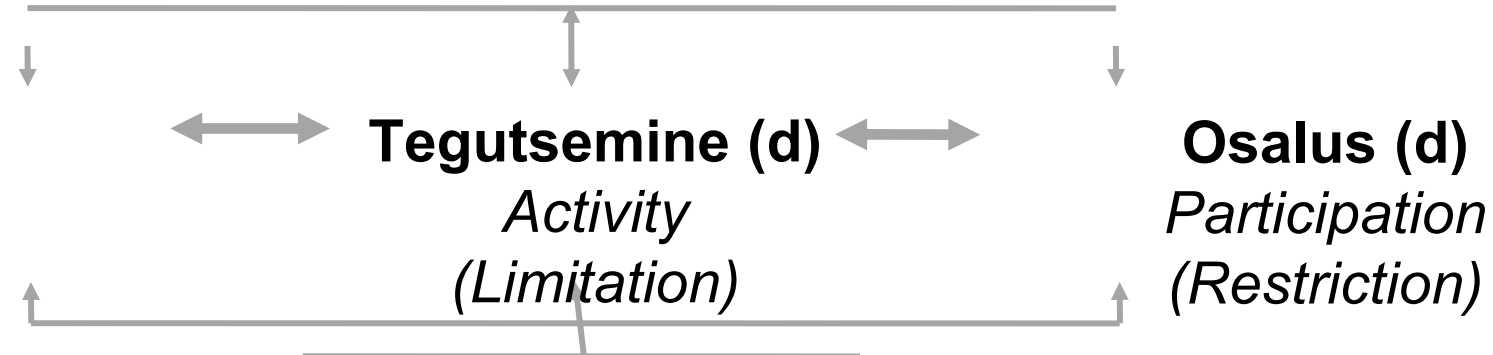 Tegutsemine (d)
Activity
(Limitation)
Osalus (d)
Participation
(Restriction)